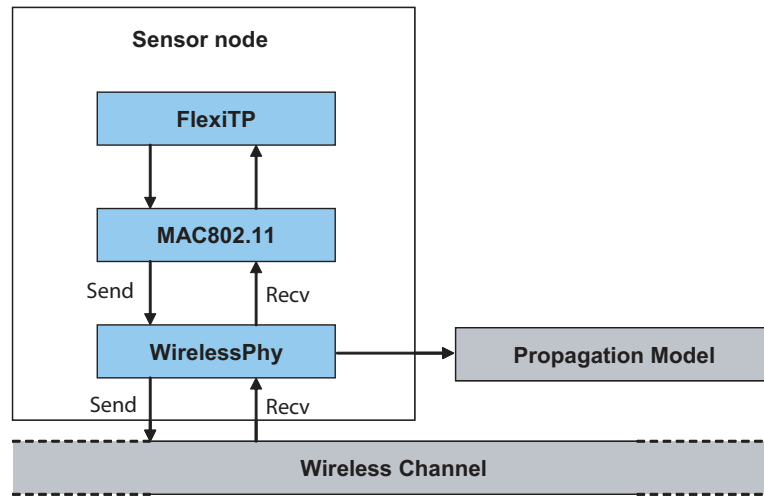 Sensor node
FlexiTP
MAC802.11
Send
Recv
WirelessPhy
Propagation Model
Send
Recv
Wireless Channel